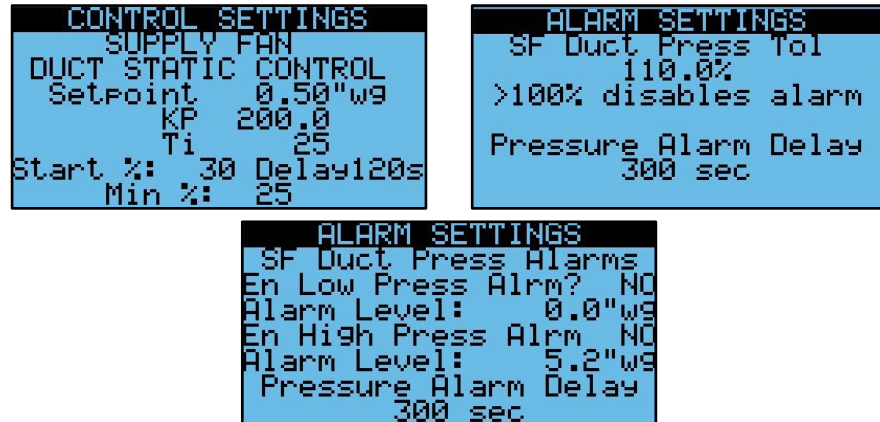 CONTROL SETTINGS
SUPPLY FAN
DUCT STATIC CONTROL
Setpoint 0.50"wg
KP 200.0
Ti 25
Start %: 30 Delay120s
Min %: 25
ALARM SETTINGS
SF Duct Press Tol
110.0%
>100% disables alarm
Pressure Alarm Delay
300 sec
ALARM SETTINGS
SF Duct Press Alarms
En Low Press Alrm? NO
Alarm Level: 0.0"wg
En High Press Alrm NO
Alarm Level: 5.2"wg
Pressure Alarm Delay
300 sec